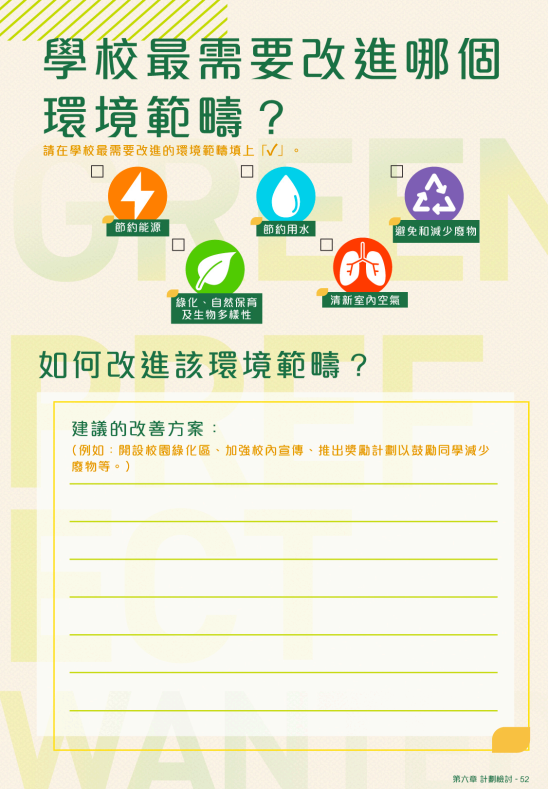 學校最需要改進哪個
環境範疇？
請在學校最需要改進的環境範疇填上「✓」。
節約能源
節約用水
避免和減少廢物
綠化、自然保育
及生物多樣性
清新室內空氣
如何改進該環境範疇？
建議的改善方案：
（例如：開設校園綠化區、加強校內宣傳、推出獎勵計劃以鼓勵同學減少
廢物等。）
GREEN
PREF
ECT
WANTE
第六章 計劃檢討 - 52